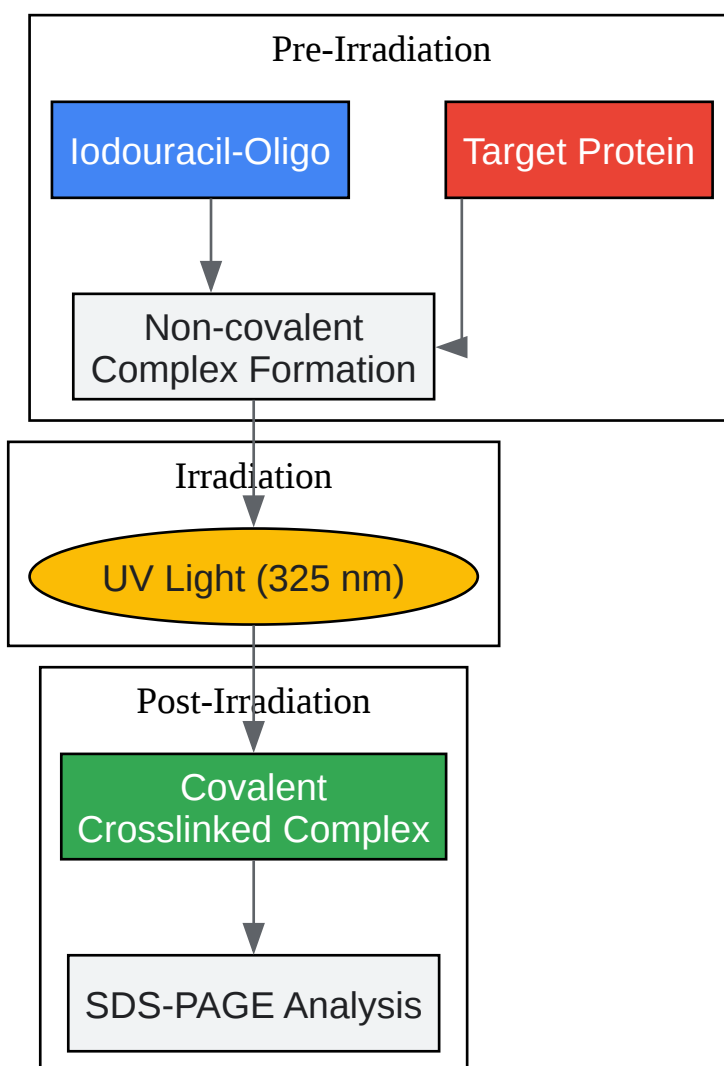 Pre-Irradiation
Iodouracil-Oligo
Target Protein
Non-covalent
Complex Formation
Irradiation
UV Light (325 nm)
Post-Irradiation
Covalent
Crosslinked Complex
SDS-PAGE Analysis